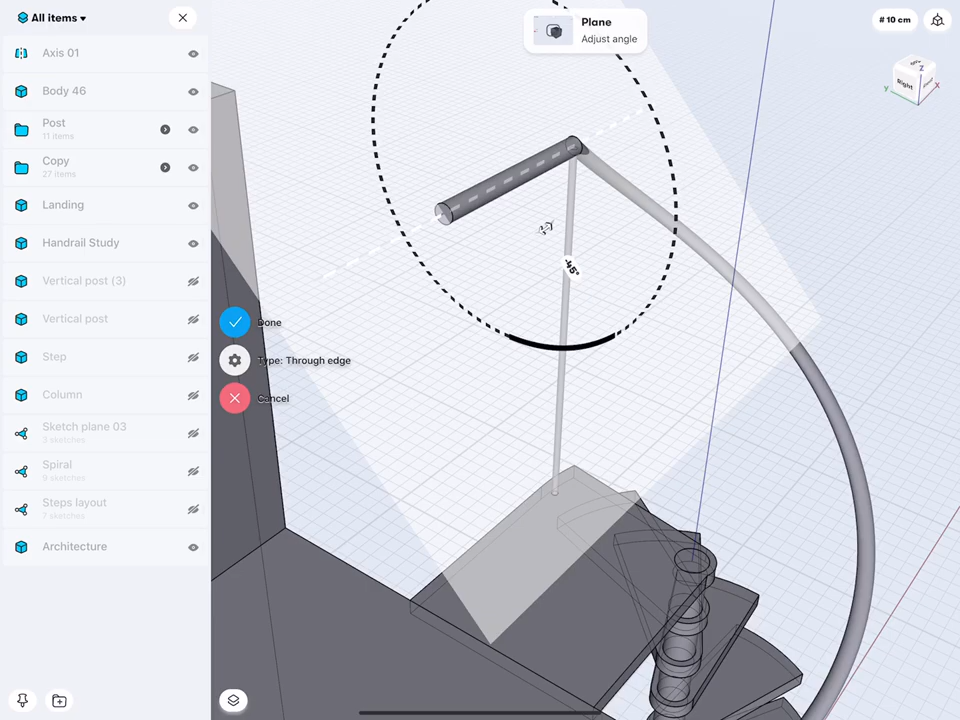 All items
Axis 01
Body 46
Post
11 items
Copy
27 items
Landing
Handrail Study
Vertical post (3)
Vertical post
Step
Column
Sketch plane 03
3 sketches
Spiral
9 sketches
Steps layout
7 sketches
Architecture
Plane
Adjust angle
# 10 cm
Z
Right
Y
X
-45°
Done
Type: Through edge
Cancel